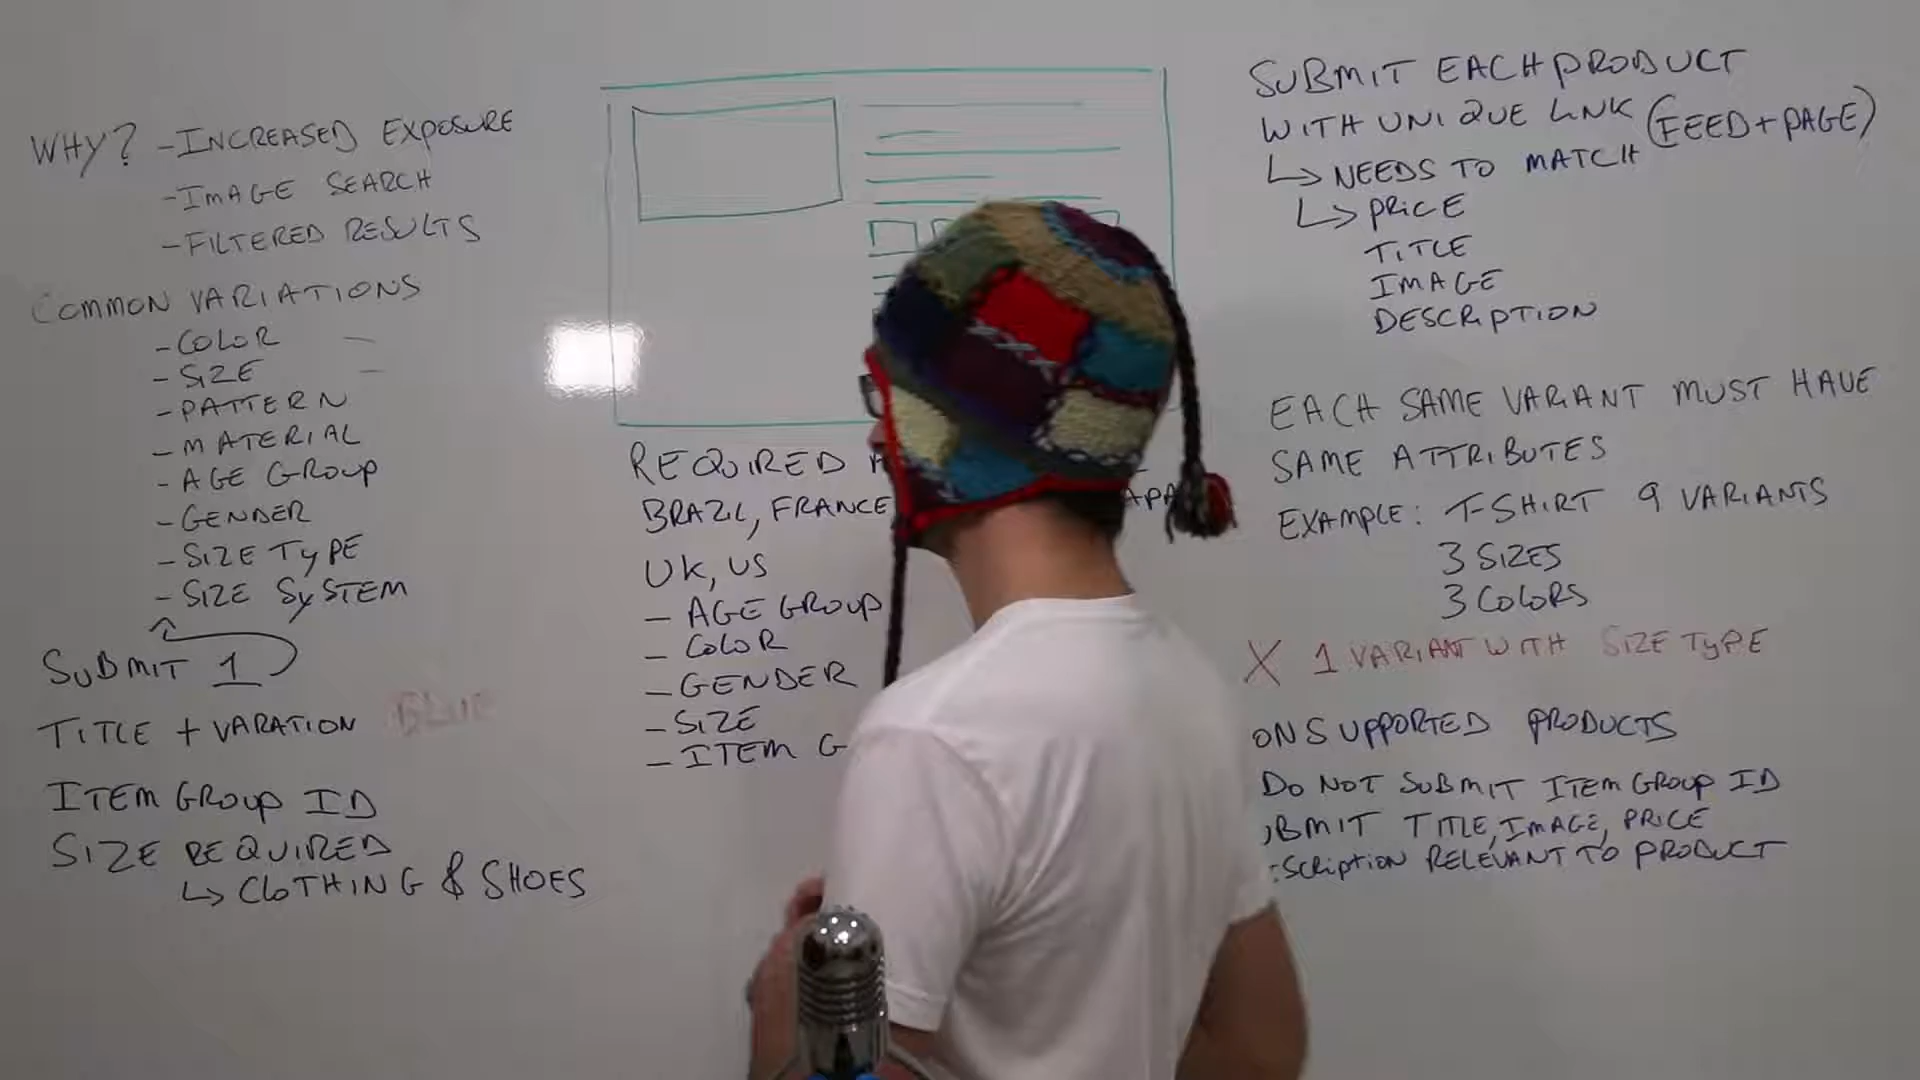 WHY? - INCREASED EXPOSURE
- IMAGE SEARCH
- FILTERED RESULTS
COMMON VARIATIONS
- COLOR
- SIZE
- PATTERN
- MATERIAL
- AGE GROUP
- GENDER
- SIZE TYPE
- SIZE SYSTEM
SUBMIT 1
TITLE + VARATION BLUE
ITEM GROUP ID
SIZE REQUIRED
↳ CLOTHING & SHOES
REQUIRED
BRAZIL, FRANCE
UK, US
- AGE GROUP
- COLOR
- GENDER
- SIZE
- ITEM G
SUBMIT EACH PRODUCT
WITH UNIQUE LINK (FEED + PAGE)
↳ NEEDS TO MATCH
↳ PRICE
TITLE
IMAGE
DESCRIPTION
EACH SAME VARIANT MUST HAVE
SAME ATTRIBUTES
EXAMPLE: T-SHIRT 9 VARIANTS
3 SIZES
3 COLORS
X 1 VARIANT WITH SIZE TYPE
ONSUPPORTED PRODUCTS
DO NOT SUBMIT ITEM GROUP ID
BMIT TITLE, IMAGE, PRICE
SCRIPTION RELEVANT TO PRODUCT